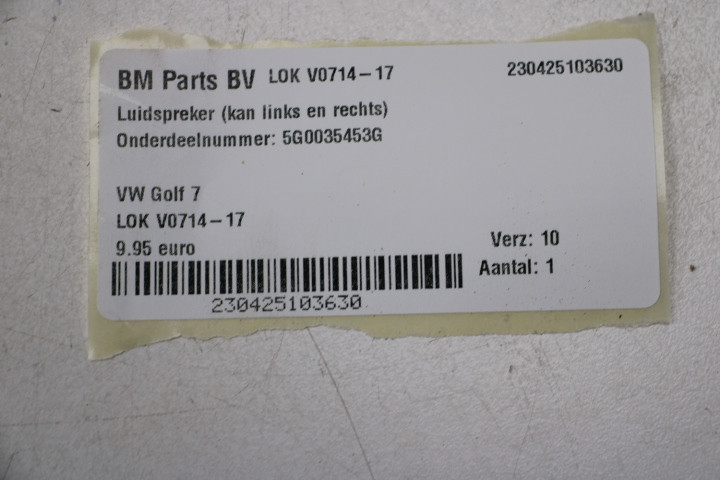 BM Parts BV LOK V0714-17 230425103630
Luidspreker (kan links en rechts)
Onderdeelnummer: 5G0035453G
VW Golf 7
LOK V0714-17
9.95 euro
Verz: 10
Aantal: 1
230425103630